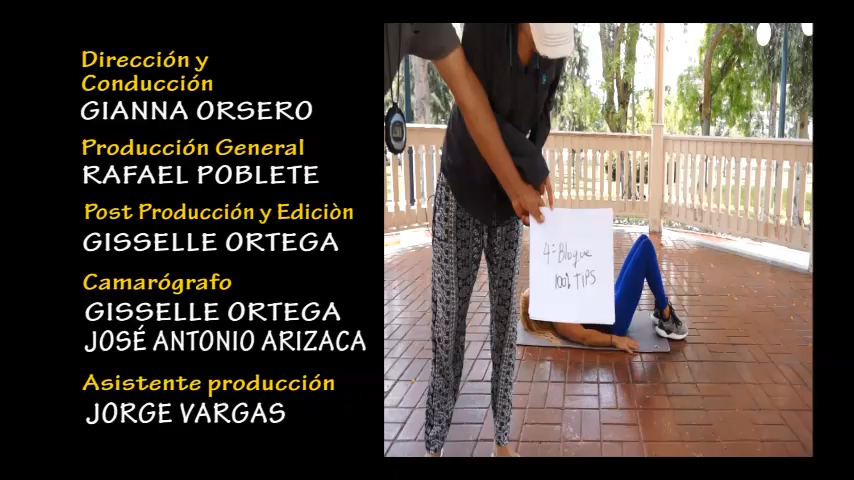 Dirección y
Conducción
GIANNA ORSERO
Producción General
RAFAEL POBLETE
Post Producción y Ediciòn
GISSELLE ORTEGA
Camarógrafo
GISSELLE ORTEGA
JOSÉ ANTONIO ARIZACA
Asistente producción
JORGE VARGAS
4= Bloque
100% TIPS